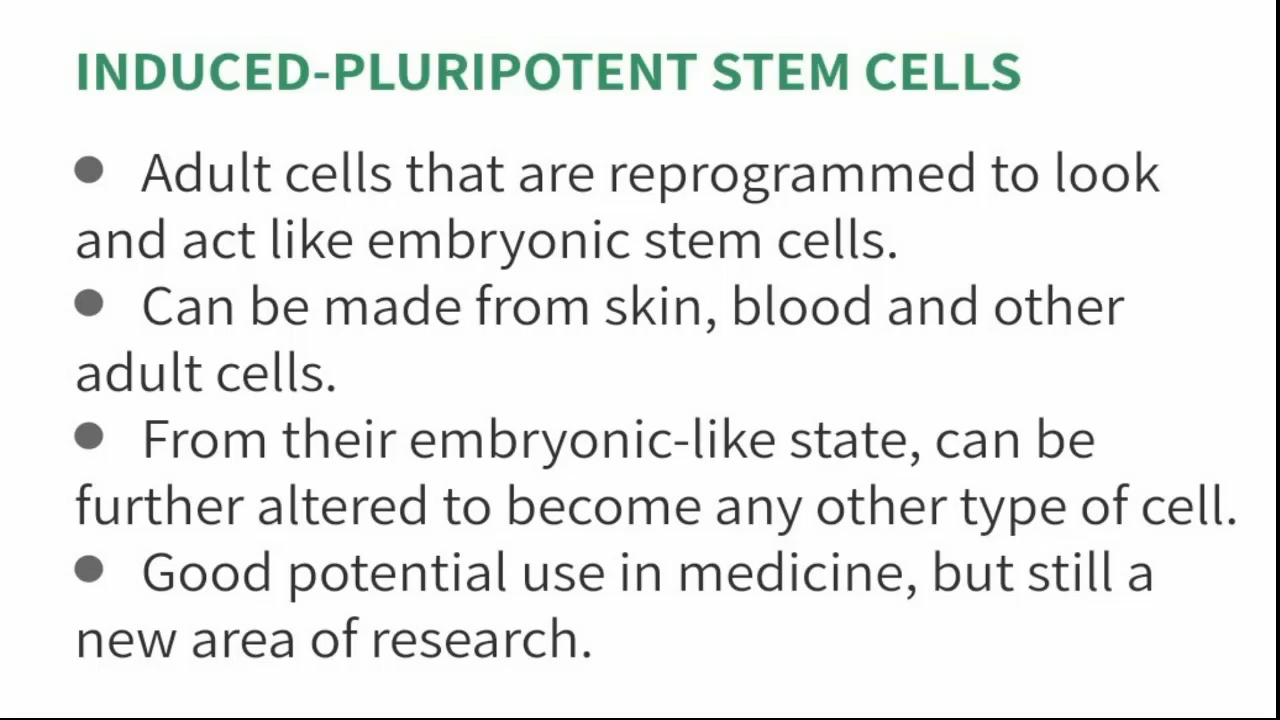 INDUCED-PLURIPOTENT STEM CELLS
● Adult cells that are reprogrammed to look
and act like embryonic stem cells.
● Can be made from skin, blood and other
adult cells.
● From their embryonic-like state, can be
further altered to become any other type of cell.
● Good potential use in medicine, but still a
new area of research.